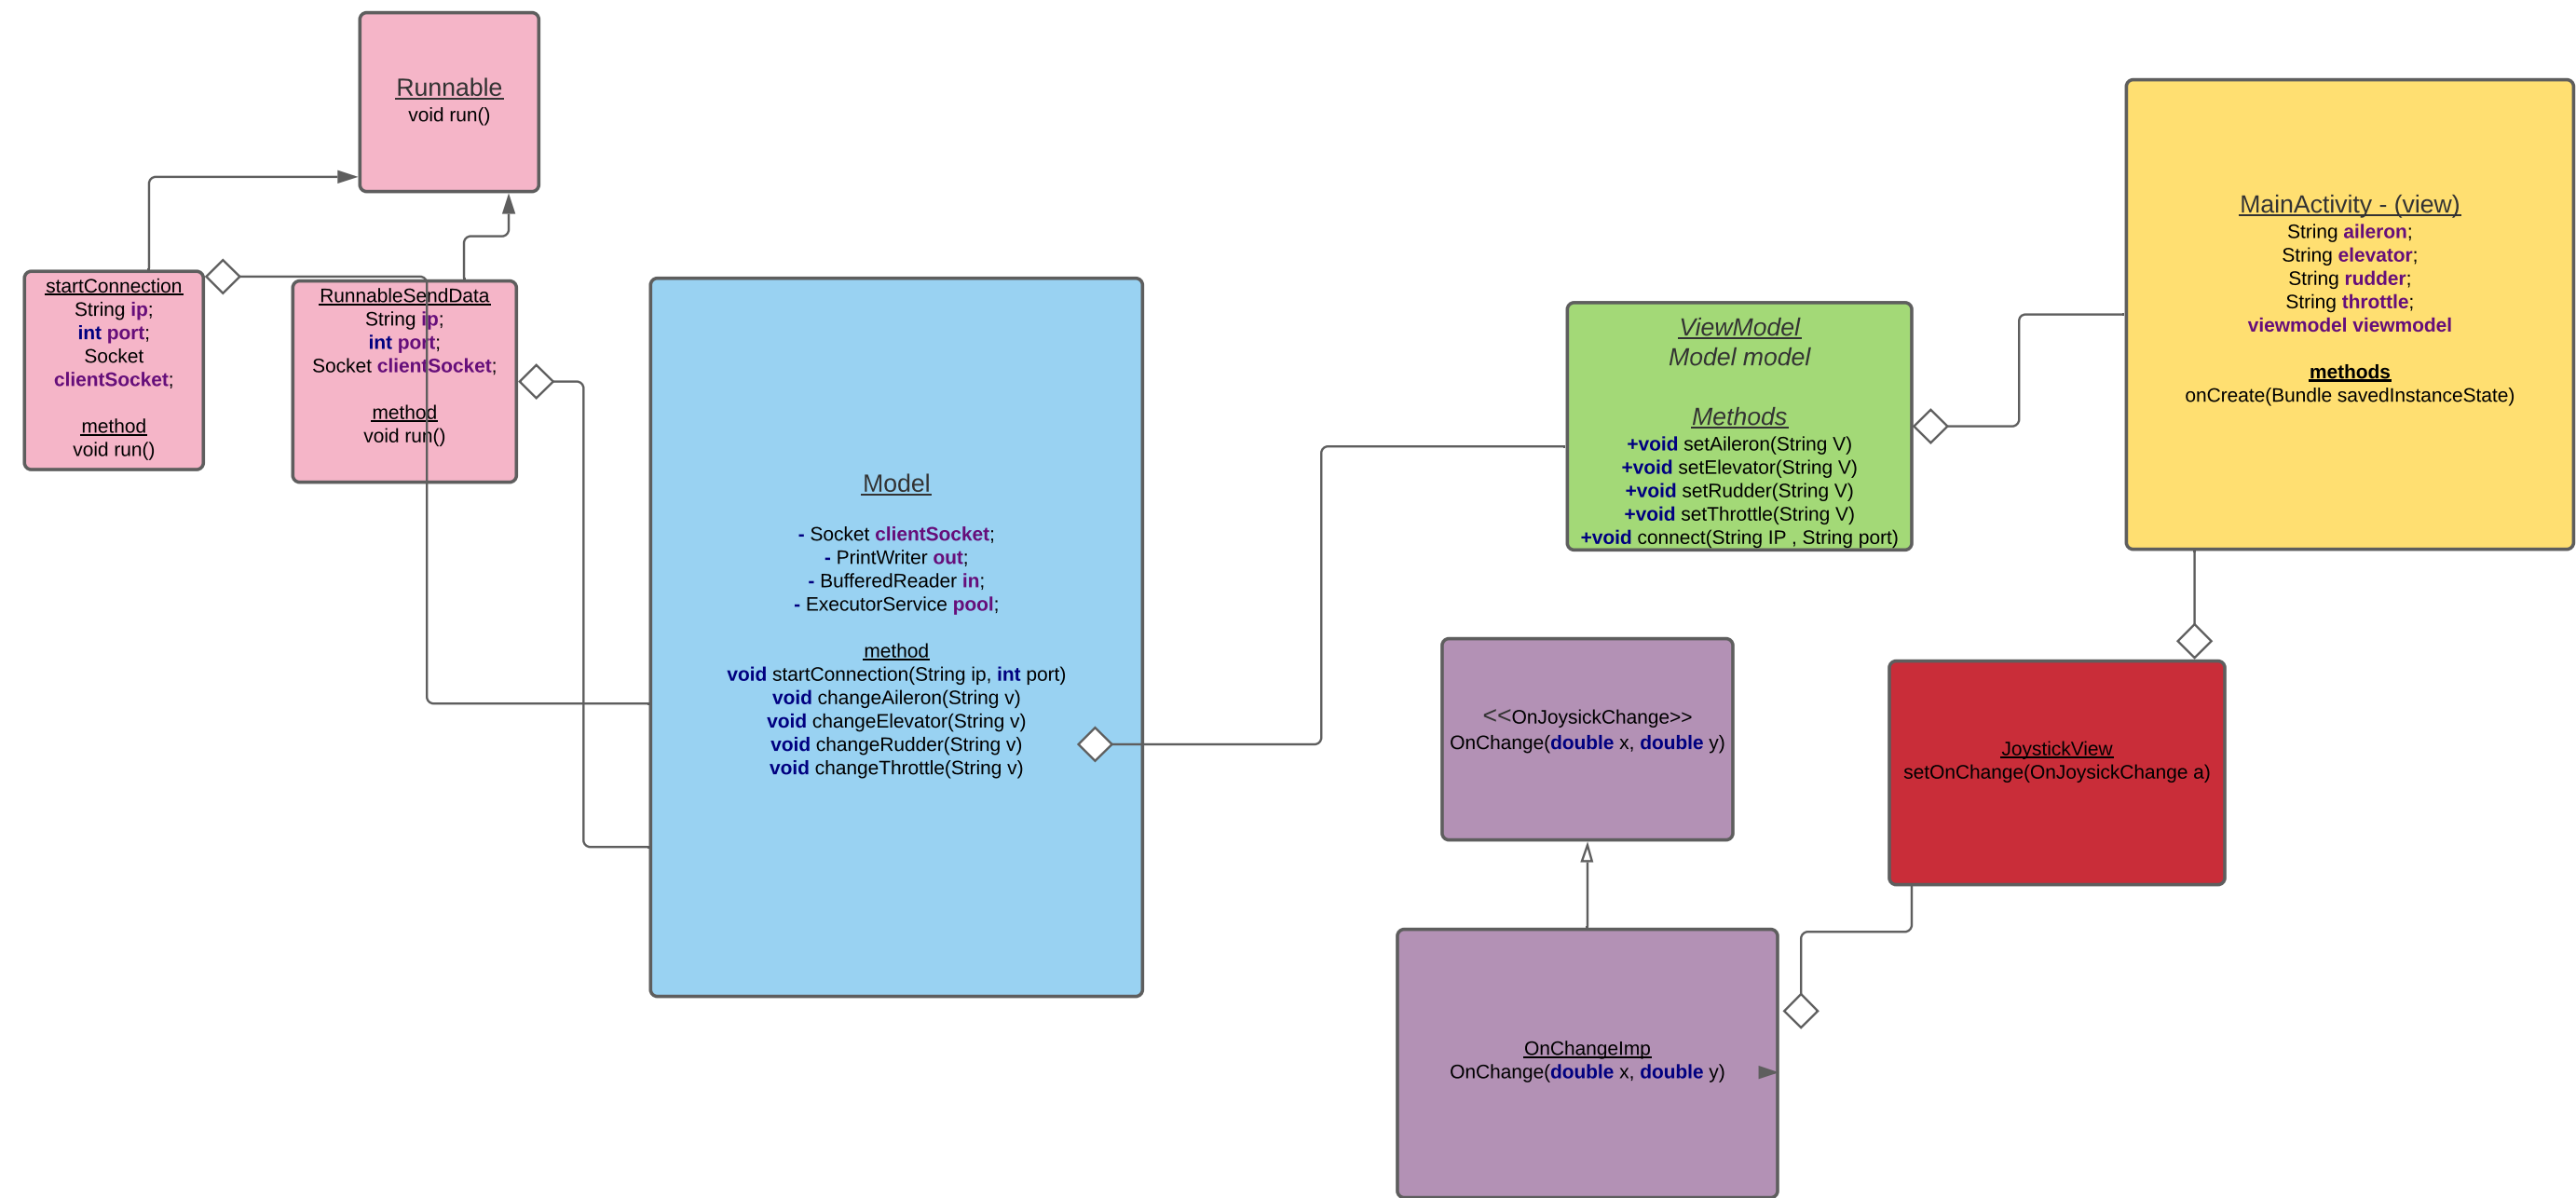 Runnable
void run()
startConnection
String ip;
int port;
Socket
clientSocket;
method
void run()
RunnableSendData
String ip;
int port;
Socket clientSocket;
method
void run()
Model
- Socket clientSocket;
- PrintWriter out;
- BufferedReader in;
- ExecutorService pool;
method
void startConnection(String ip, int port)
void changeAileron(String v)
void changeElevator(String v)
void changeRudder(String v)
void changeThrottle(String v)
ViewModel
Model model
Methods
+void setAileron(String V)
+void setElevator(String V)
+void setRudder(String V)
+void setThrottle(String V)
+void connect(String IP , String port)
MainActivity - (view)
String aileron;
String elevator;
String rudder;
String throttle;
viewmodel viewmodel
methods
onCreate(Bundle savedInstanceState)
<<OnJoysickChange>>
OnChange(double x, double y)
JoystickView
setOnChange(OnJoysickChange a)
OnChangeImp
OnChange(double x, double y)